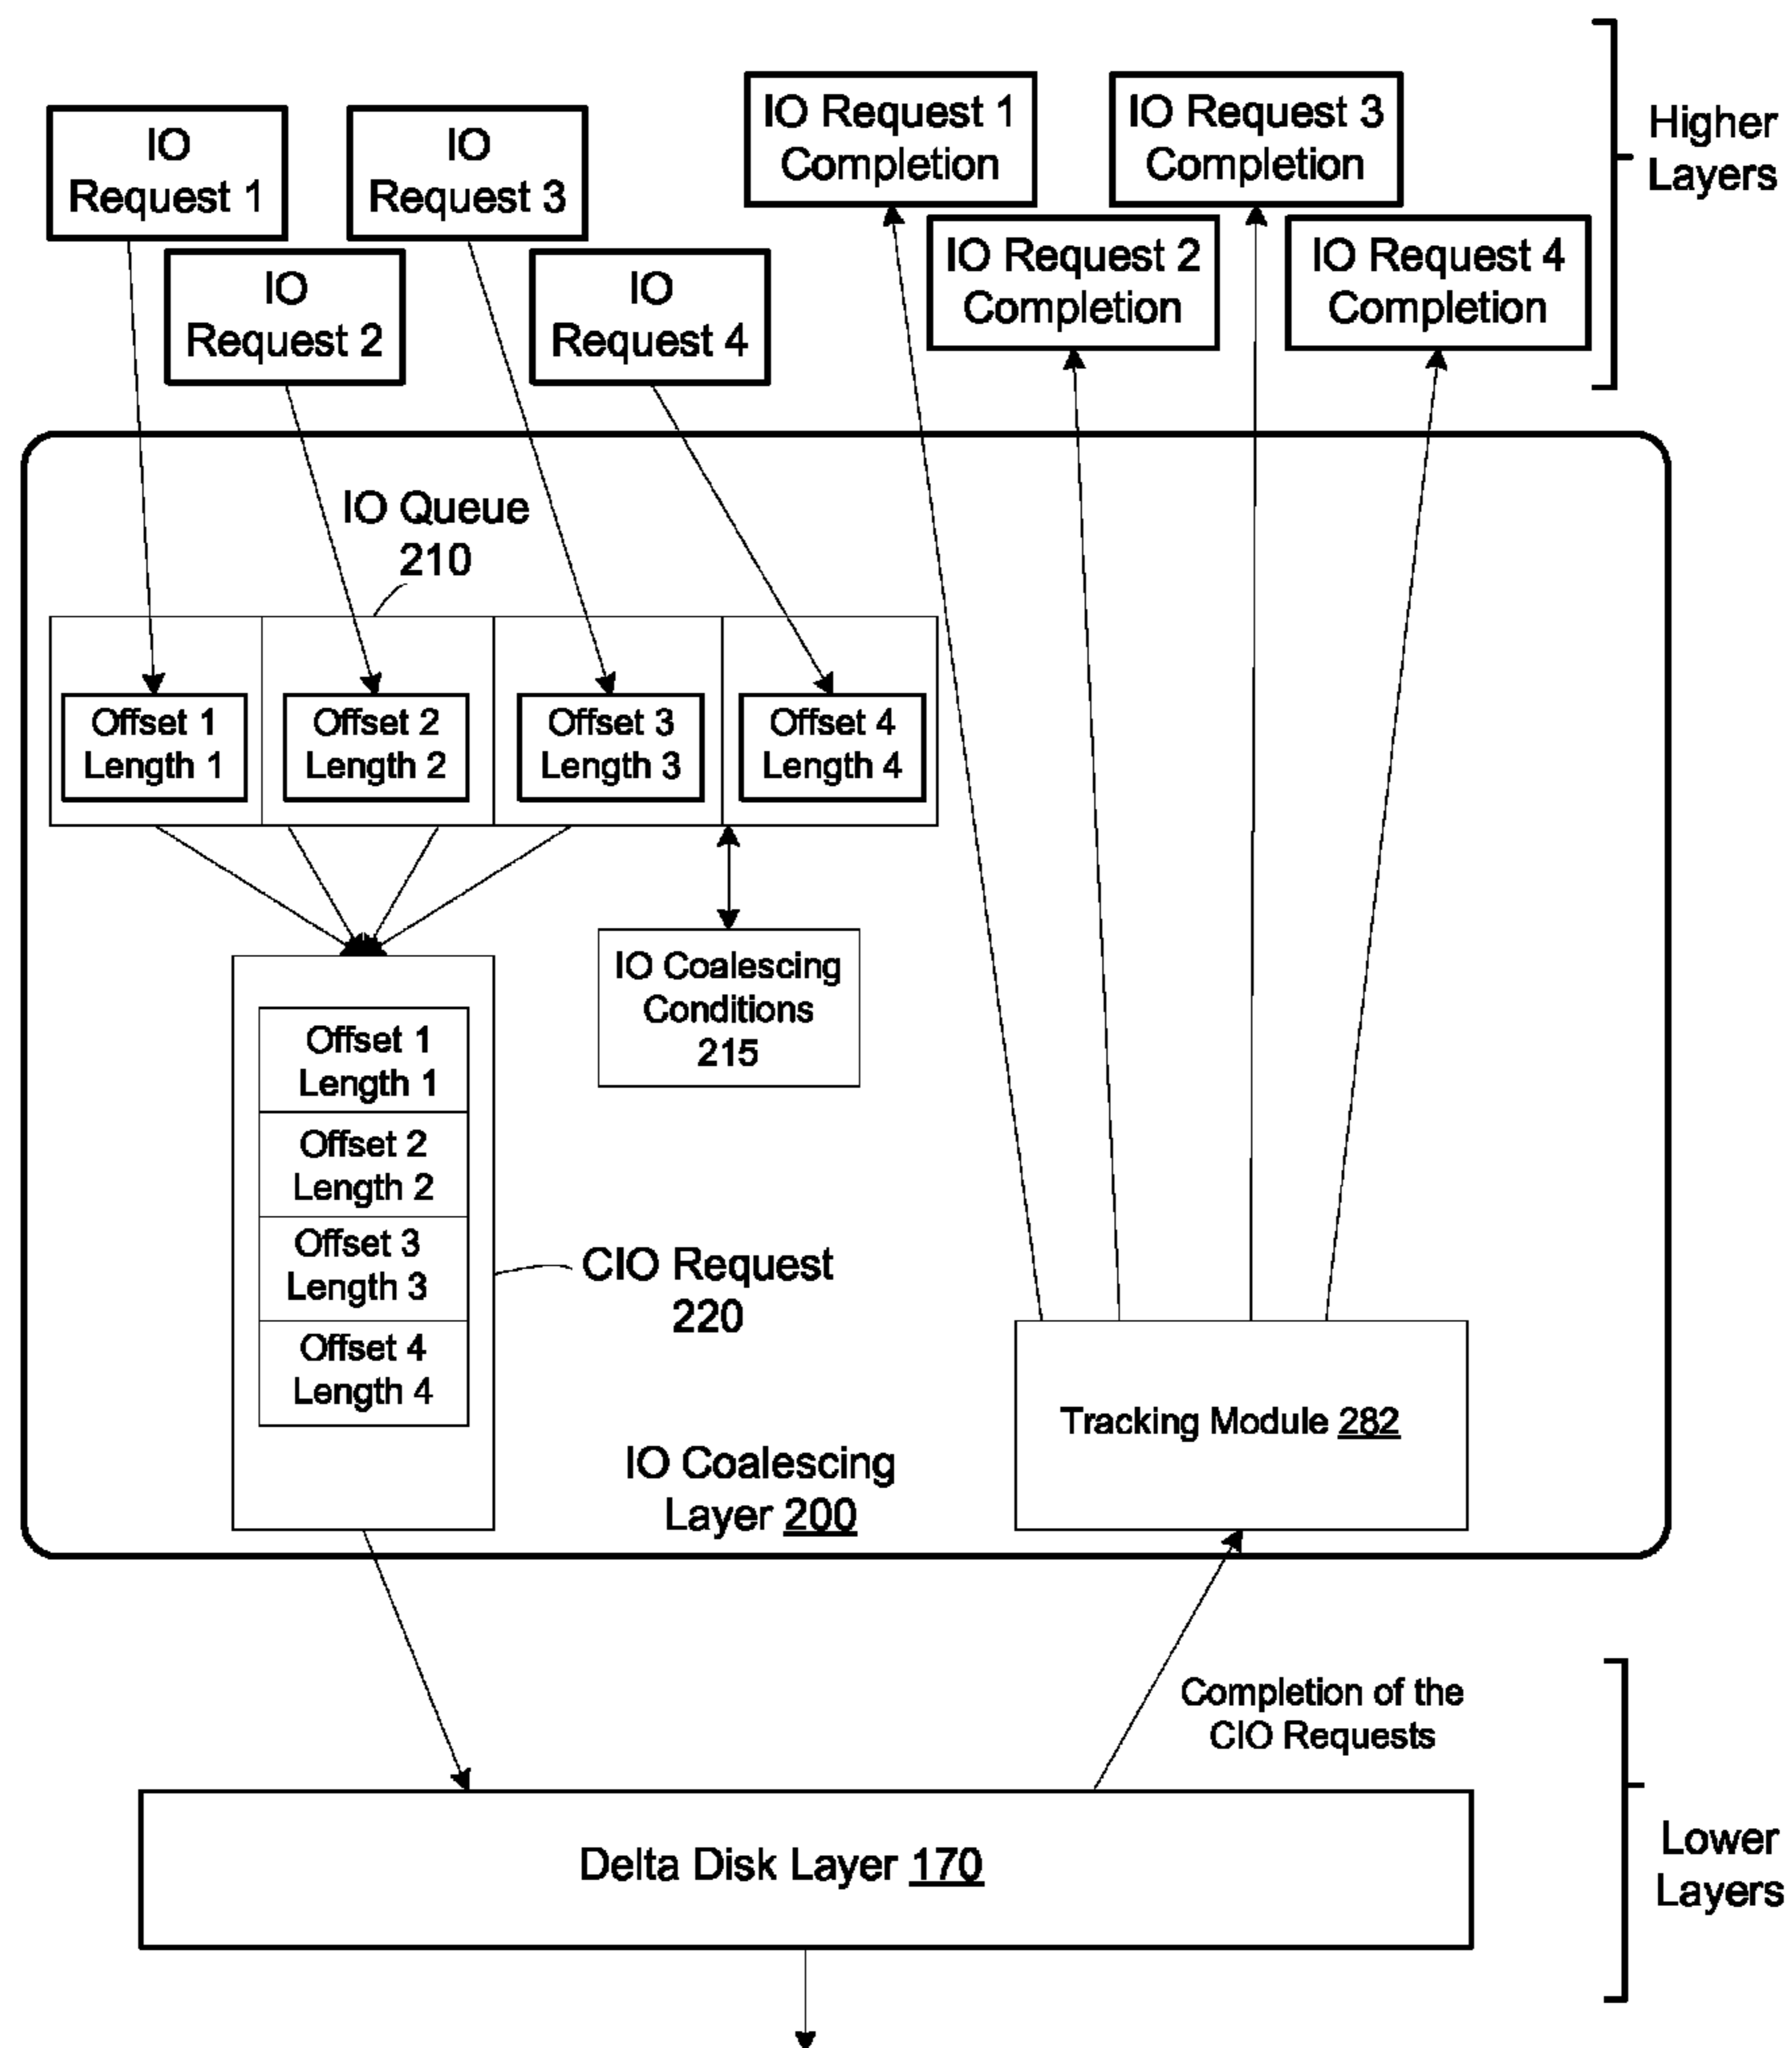 IO
Request 1
IO
Request 3
IO
Request 2
IO
Request 4
IO Request 1
Completion
IO Request 3
Completion
IO Request 2
Completion
IO Request 4
Completion
Higher
Layers
IO Queue
210
Offset 1
Length 1
Offset 2
Length 2
Offset 3
Length 3
Offset 4
Length 4
IO Coalescing
Conditions
215
Offset 1
Length 1
Offset 2
Length 2
Offset 3
Length 3
Offset 4
Length 4
CIO Request
220
Tracking Module 282
IO Coalescing
Layer 200
Completion of the
CIO Requests
Delta Disk Layer 170
Lower
Layers